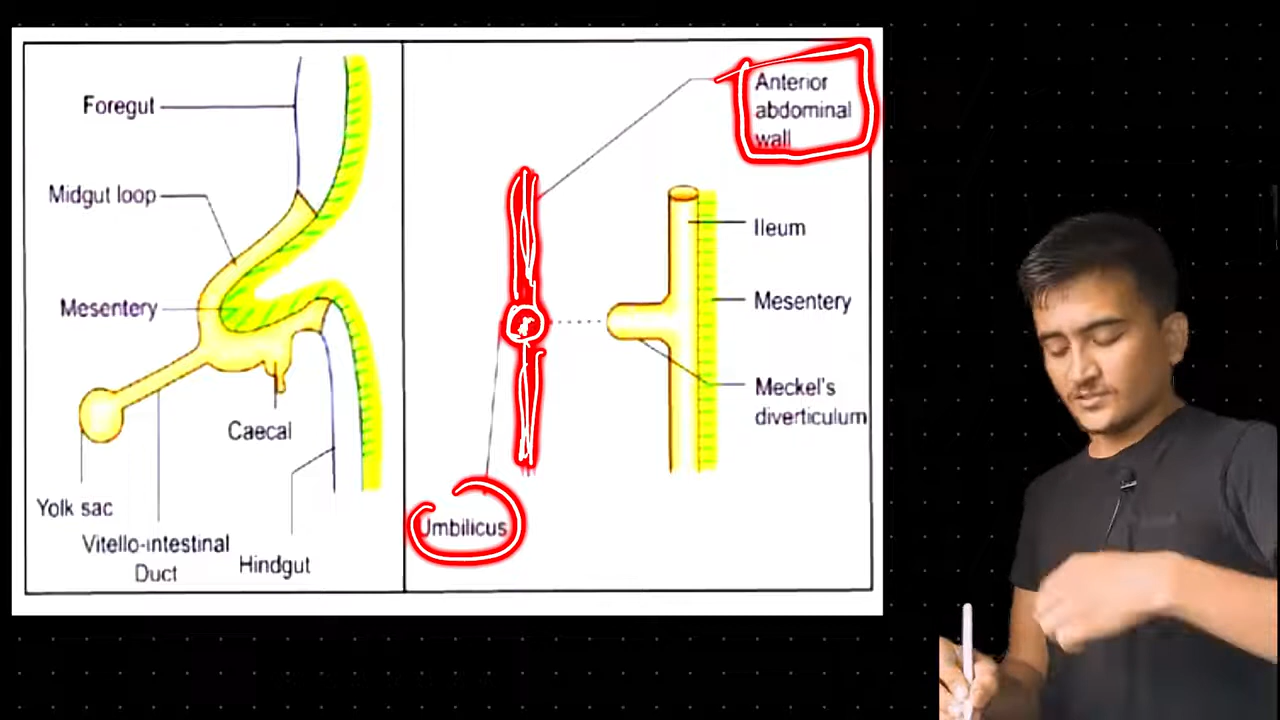 Foregut
Midgut loop
Mesentery
Caecal
Yolk sac
Vitello-intestinal
Duct
Hindgut
Anterior
abdominal
wall
Ileum
Mesentery
Meckel's
diverticulum
Umbilicus